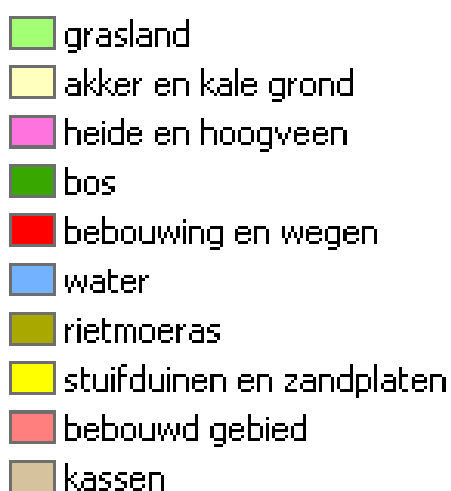 grasland
akker en kale grond
heide en hoogveen
bos
bebouwing en wegen
water
rietmoeras
stuifduinen en zandplaten
bebouwd gebied
kassen